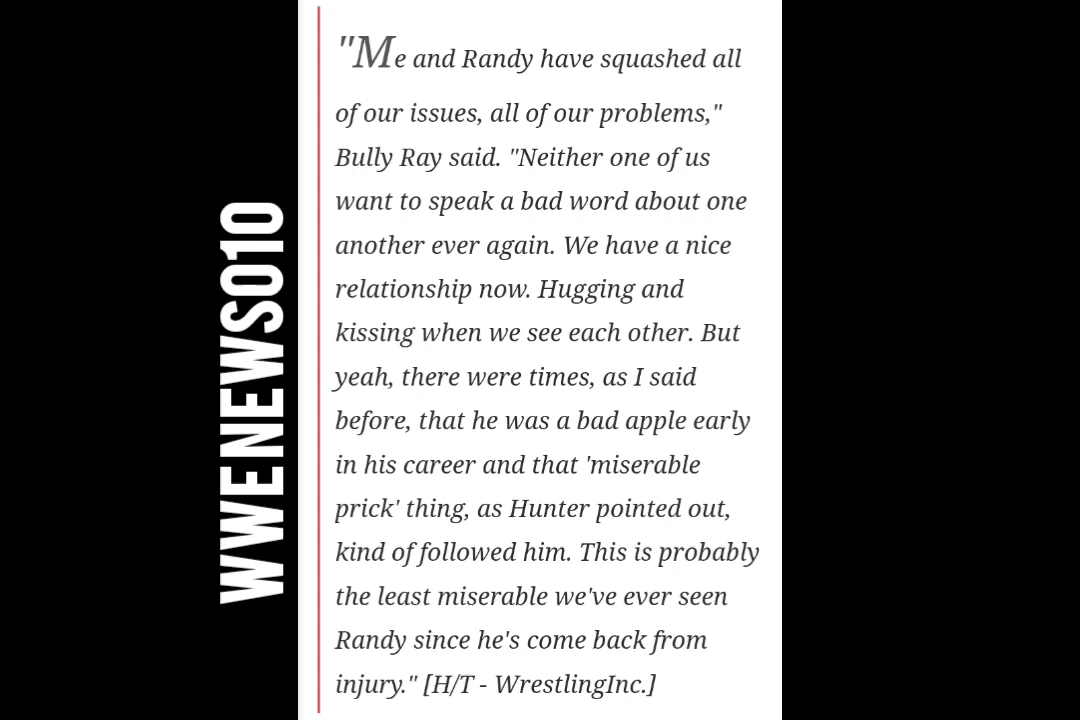 WWENEWS010
"Me and Randy have squashed all
of our issues, all of our problems,"
Bully Ray said. "Neither one of us
want to speak a bad word about one
another ever again. We have a nice
relationship now. Hugging and
kissing when we see each other. But
yeah, there were times, as I said
before, that he was a bad apple early
in his career and that 'miserable
prick' thing, as Hunter pointed out,
kind of followed him. This is probably
the least miserable we've ever seen
Randy since he's come back from
injury." [H/T - WrestlingInc.]